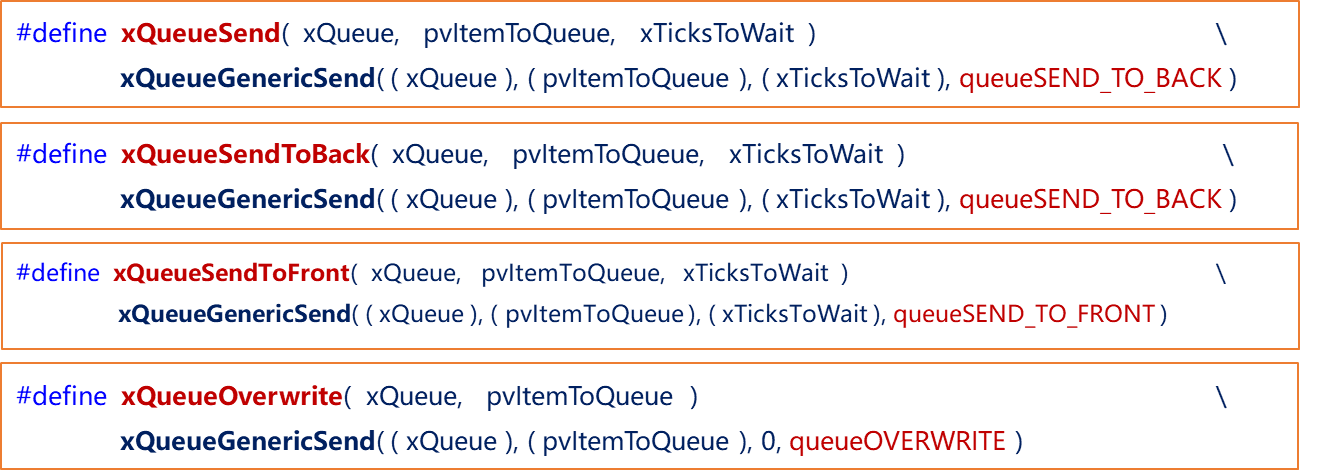 #define xQueueSend( xQueue, pvItemToQueue, xTicksToWait ) \
xQueueGenericSend( ( xQueue ), ( pvItemToQueue ), ( xTicksToWait ), queueSEND_TO_BACK )
#define xQueueSendToBack( xQueue, pvItemToQueue, xTicksToWait ) \
xQueueGenericSend( ( xQueue ), ( pvItemToQueue ), ( xTicksToWait ), queueSEND_TO_BACK )
#define xQueueSendToFront( xQueue, pvItemToQueue, xTicksToWait ) \
xQueueGenericSend( ( xQueue ), ( pvItemToQueue ), ( xTicksToWait ), queueSEND_TO_FRONT )
#define xQueueOverwrite( xQueue, pvItemToQueue ) \
xQueueGenericSend( ( xQueue ), ( pvItemToQueue ), 0, queueOVERWRITE )